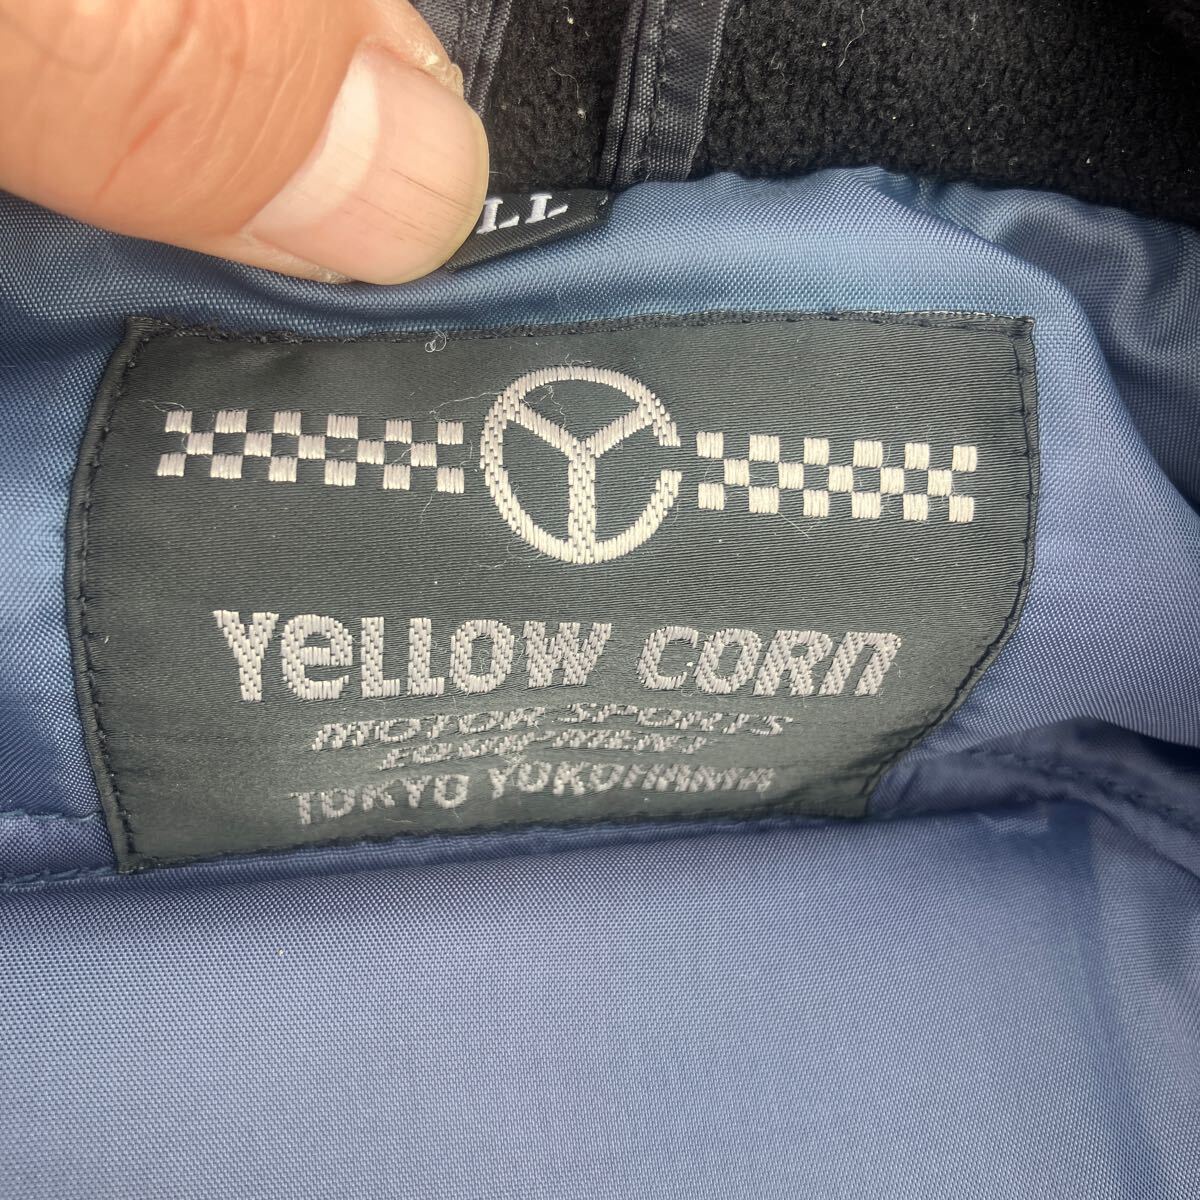 LL
YELLOW CORN
MOTOR SPORTS
EQUIPMENT
TOKYO YOKOHAMA